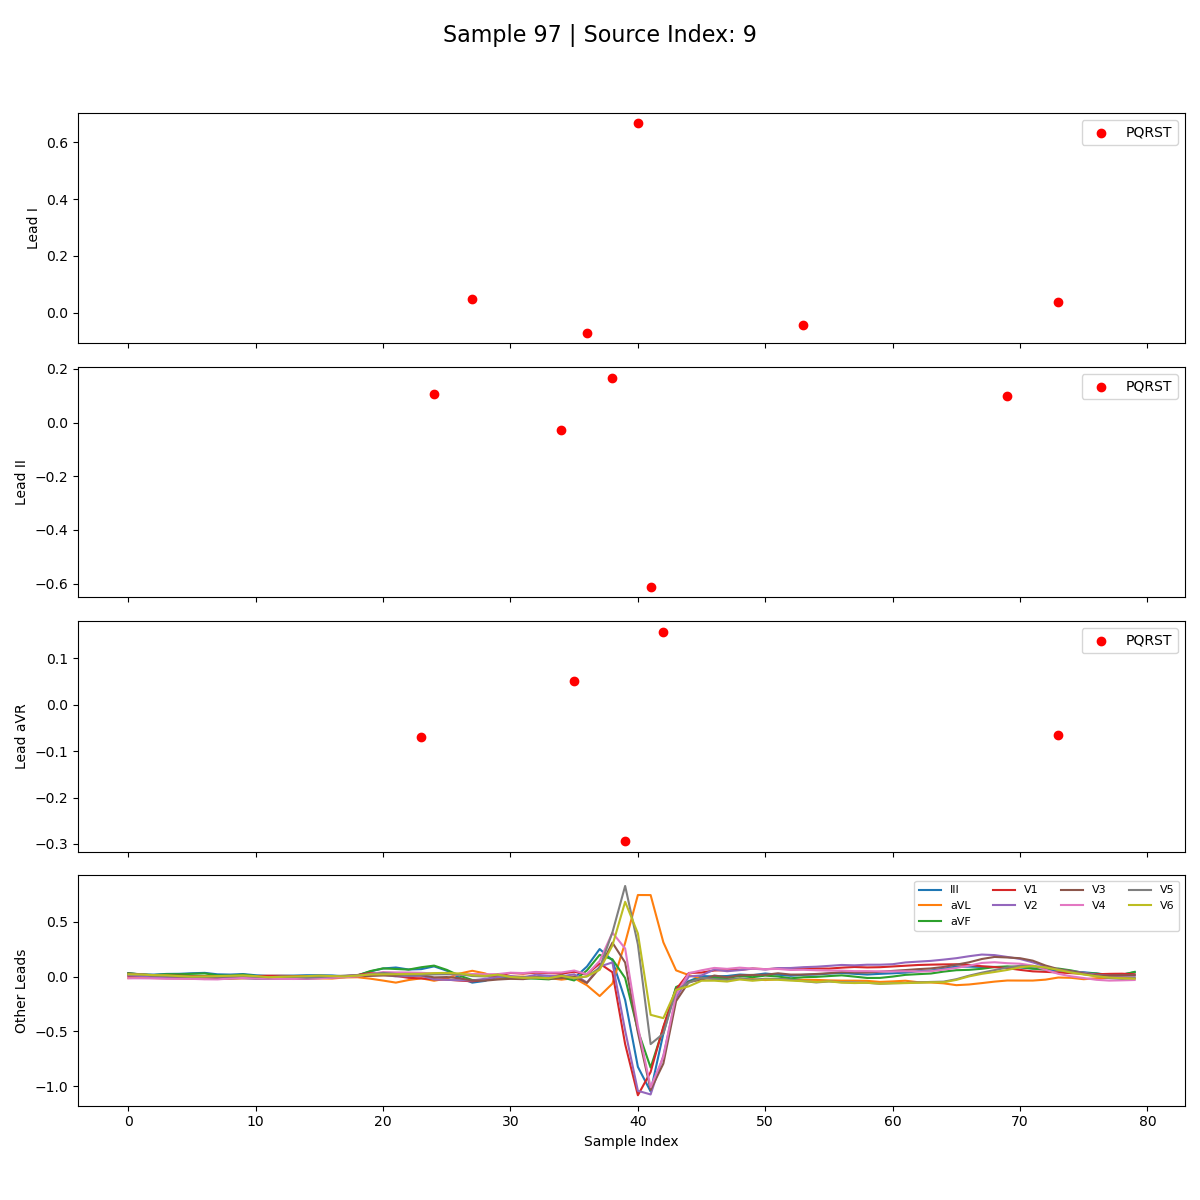 Sample 97 | Source Index: 9
PQRST
0.6
0.4
0.2
0.0
Lead I
PQRST
0.2
0.0
−0.2
−0.4
−0.6
Lead II
PQRST
0.1
0.0
−0.1
−0.2
−0.3
Lead aVR
III V1 V3 V5
aVL V2 V4 V6
aVF
0.5
0.0
−0.5
−1.0
Other Leads
0 10 20 30 40 50 60 70 80
Sample Index